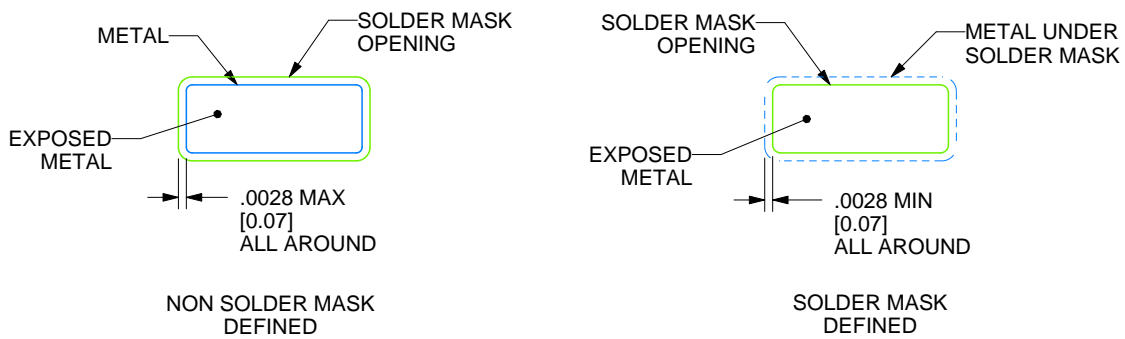 METAL
SOLDER MASK
OPENING
EXPOSED
METAL
.0028 MAX
[0.07]
ALL AROUND
NON SOLDER MASK
DEFINED
SOLDER MASK
OPENING
METAL UNDER
SOLDER MASK
EXPOSED
METAL
.0028 MIN
[0.07]
ALL AROUND
SOLDER MASK
DEFINED